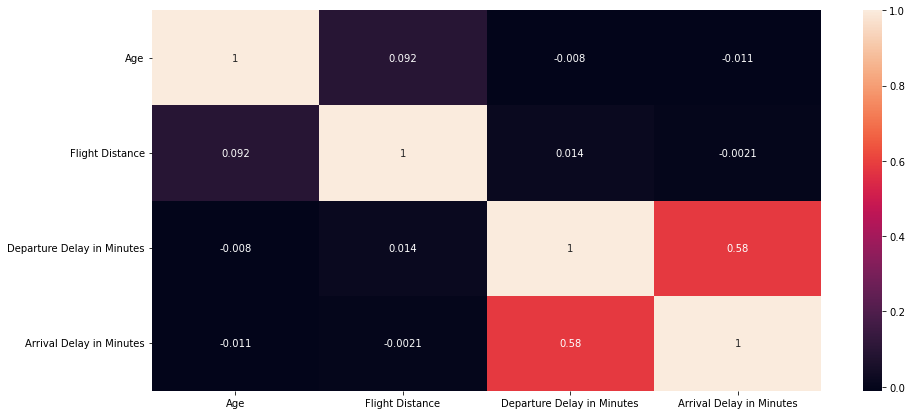 Age 1 0.092 -0.008 -0.011
Flight Distance 0.092 1 0.014 -0.0021
Departure Delay in Minutes -0.008 0.014 1 0.58
Arrival Delay in Minutes -0.011 -0.0021 0.58 1
Age Flight Distance Departure Delay in Minutes Arrival Delay in Minutes
1.0
0.8
0.6
0.4
0.2
0.0